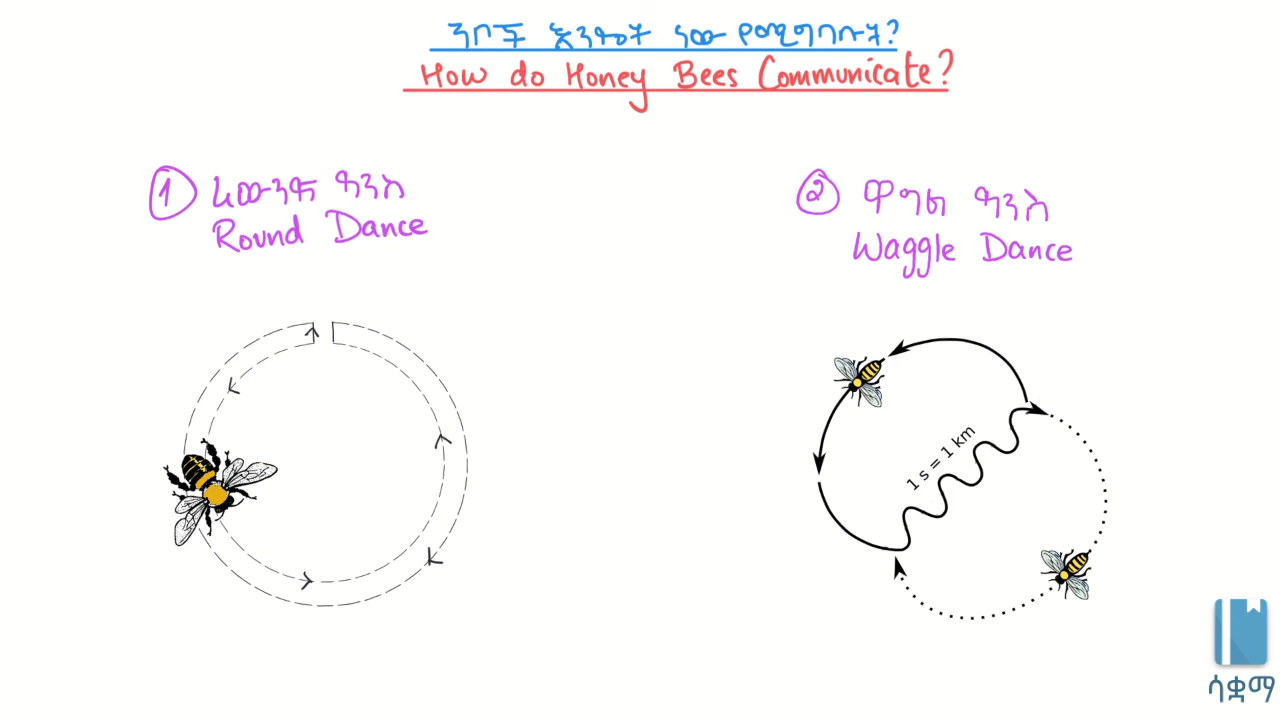 ንቦች እንዴት ነው የሚግባቡት?
How do Honey Bees Communicate?
1 ራውንድ ዳንስ
Round Dance
2 ዋግል ዳንስ
Waggle Dance
1 s = 1 km
ሳቋማ